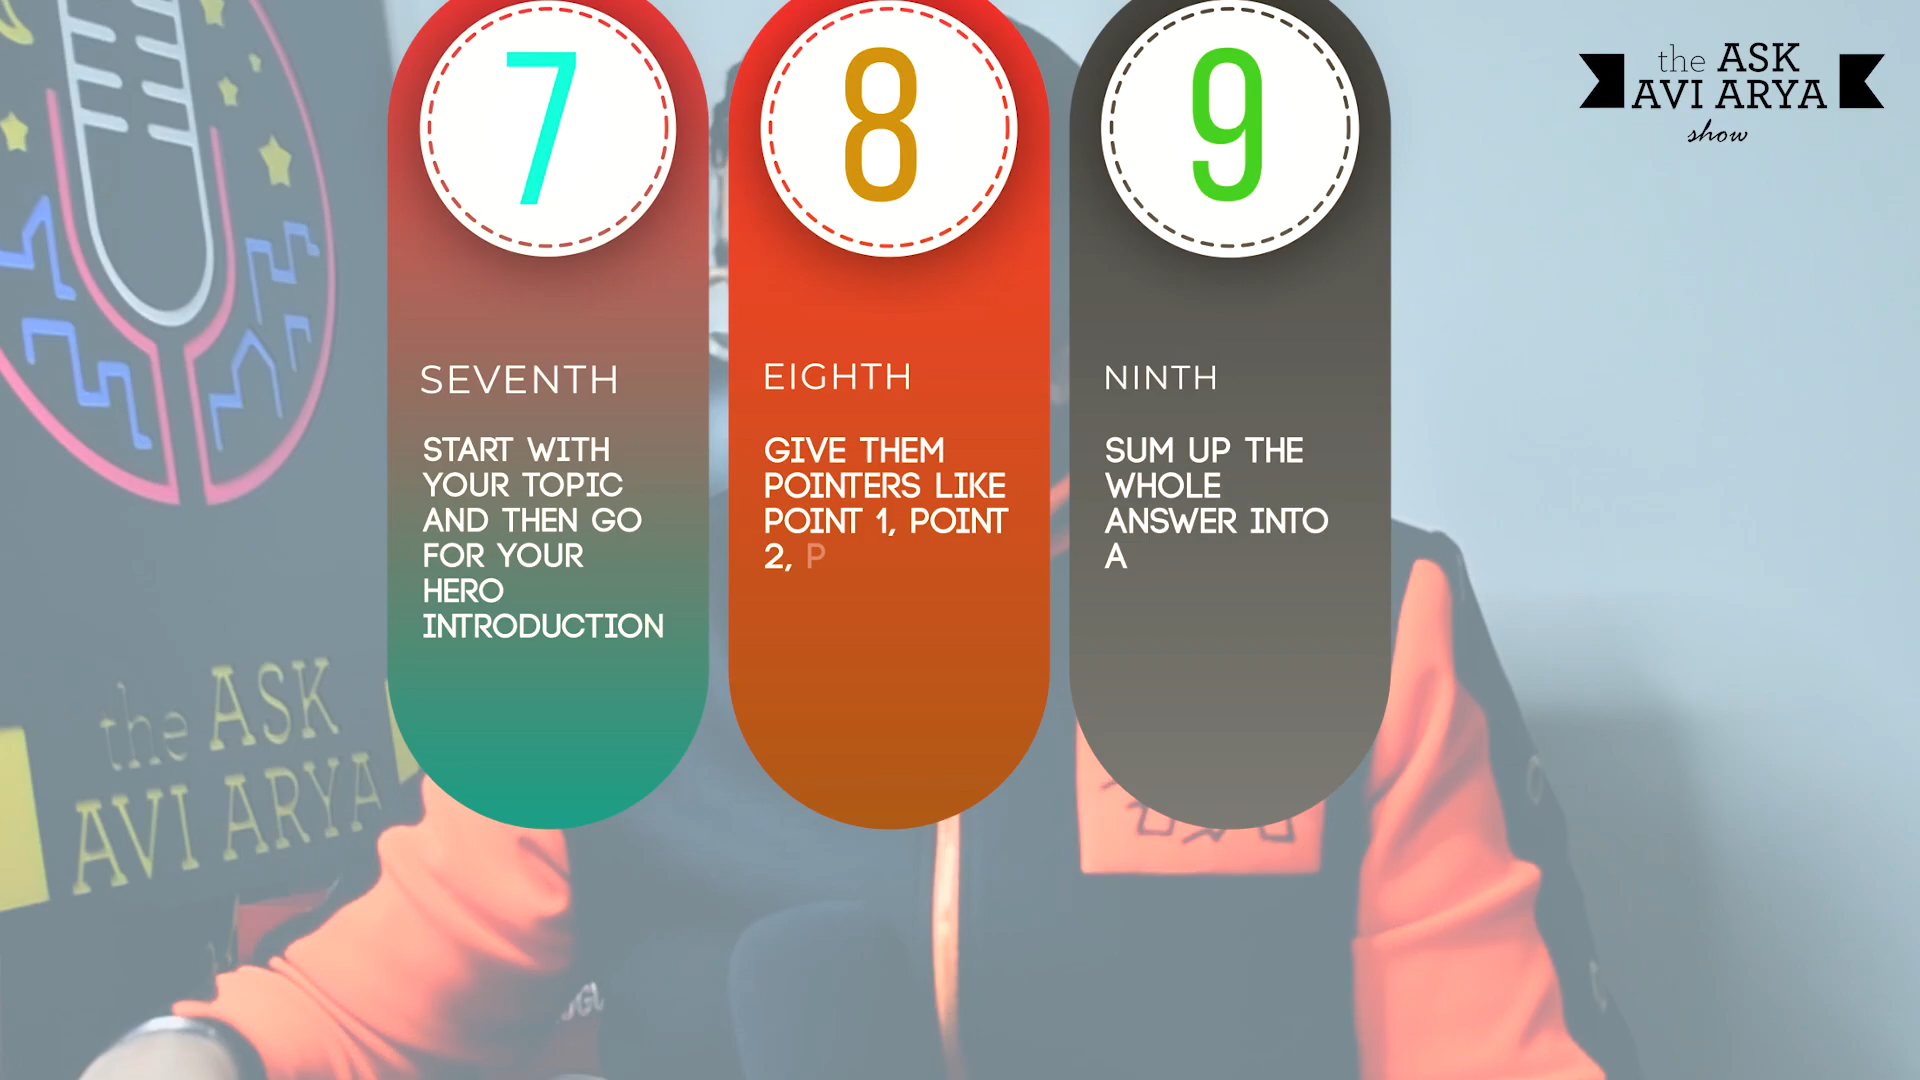 7
SEVENTH
START WITH
YOUR TOPIC
AND THEN GO
FOR YOUR
HERO
INTRODUCTION
8
EIGHTH
GIVE THEM
POINTERS LIKE
POINT 1, POINT
2, P
9
NINTH
SUM UP THE
WHOLE
ANSWER INTO
A
the ASK
AVI ARYA
show
the ASK
AVI ARYA